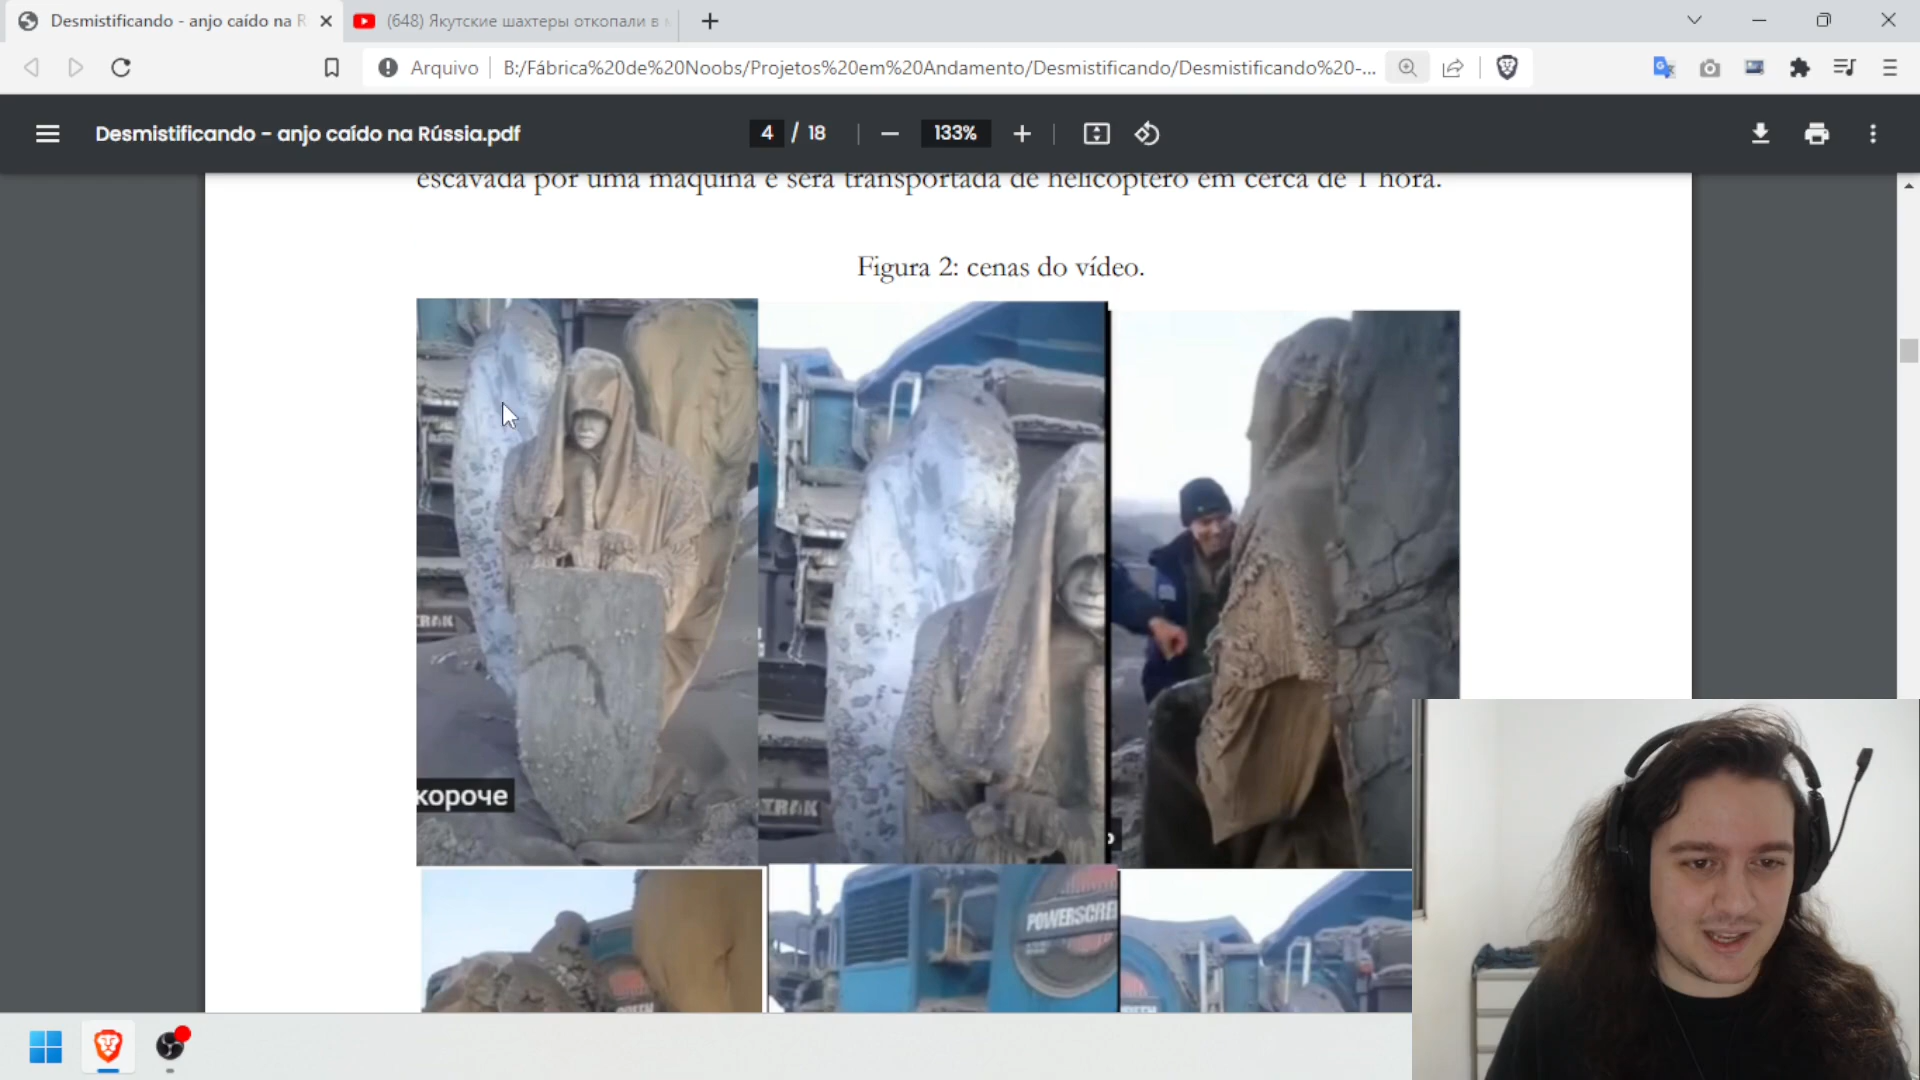 Desmistificando - anjo caído na R
(648) Якутские шахтеры откопали в
Arquivo
B:/Fábrica%20de%20Noobs/Projetos%20em%20Andamento/Desmistificando/Desmistificando%20-...
Desmistificando - anjo caído na Rússia.pdf
4 / 18
133%
escavada por uma máquina e será transportada de helicóptero em cerca de 1 hora.
Figura 2: cenas do vídeo.
TRAK
короче
POWERSCRE